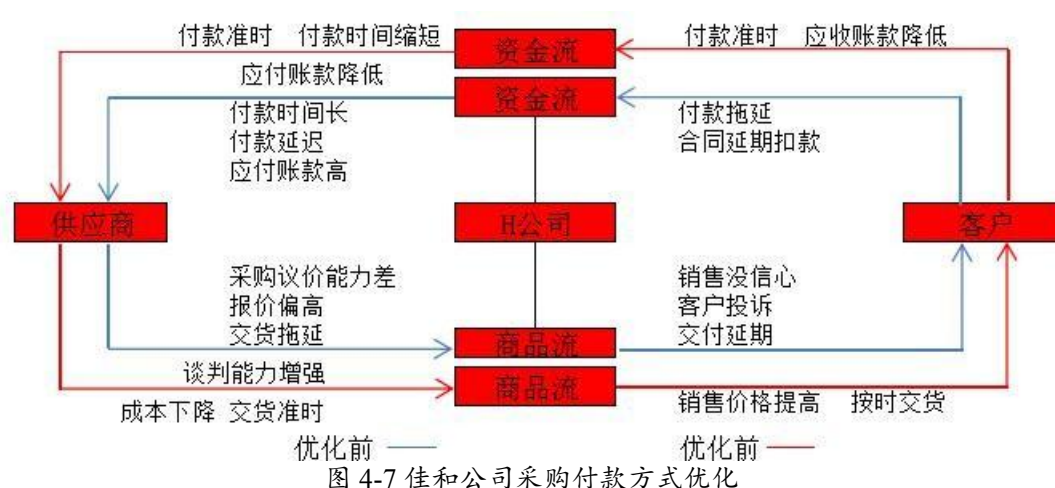 付款准时 付款时间缩短
资金流
付款准时 应收账款降低
应付账款降低
资金流
付款时间长
付款延迟
应付账款高
付款拖延
合同延期扣款
供应商
H公司
客户
采购议价能力差
报价偏高
交货拖延
销售没信心
客户投诉
交付延期
商品流
谈判能力增强
商品流
成本下降 交货准时
销售价格提高 按时交货
优化前
优化前
图 4-7 佳和公司采购付款方式优化